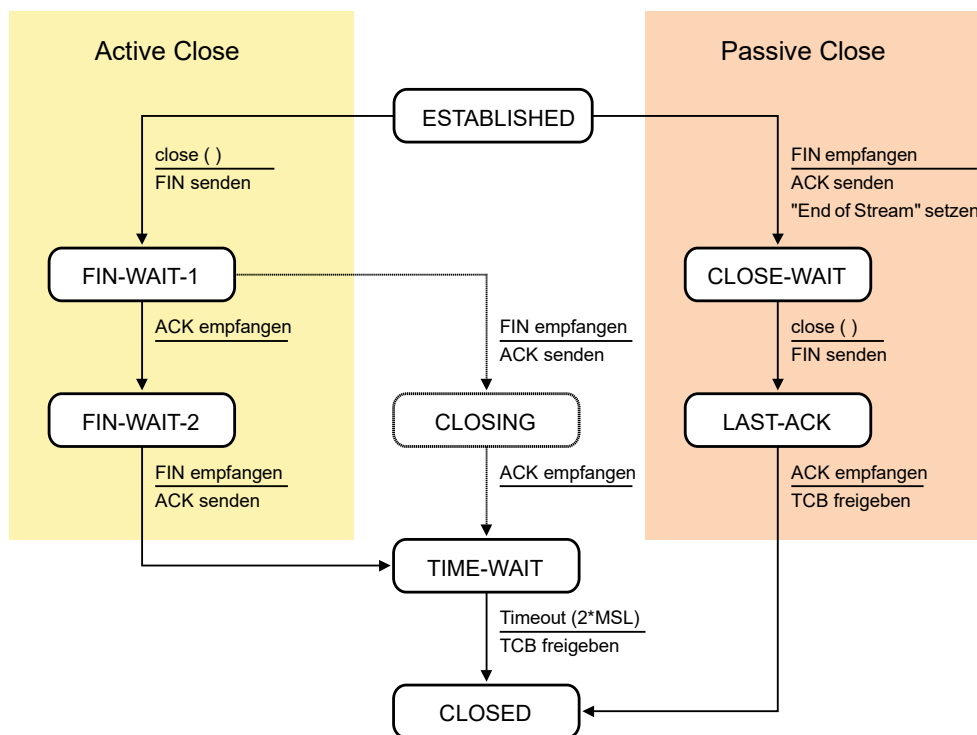 Active Close
Passive Close
ESTABLISHED
close ( )
FIN senden
FIN empfangen
ACK senden
"End of Stream" setzen
FIN-WAIT-1
CLOSE-WAIT
ACK empfangen
FIN empfangen
ACK senden
close ( )
FIN senden
FIN-WAIT-2
CLOSING
LAST-ACK
FIN empfangen
ACK senden
ACK empfangen
ACK empfangen
TCB freigeben
TIME-WAIT
Timeout (2*MSL)
TCB freigeben
CLOSED